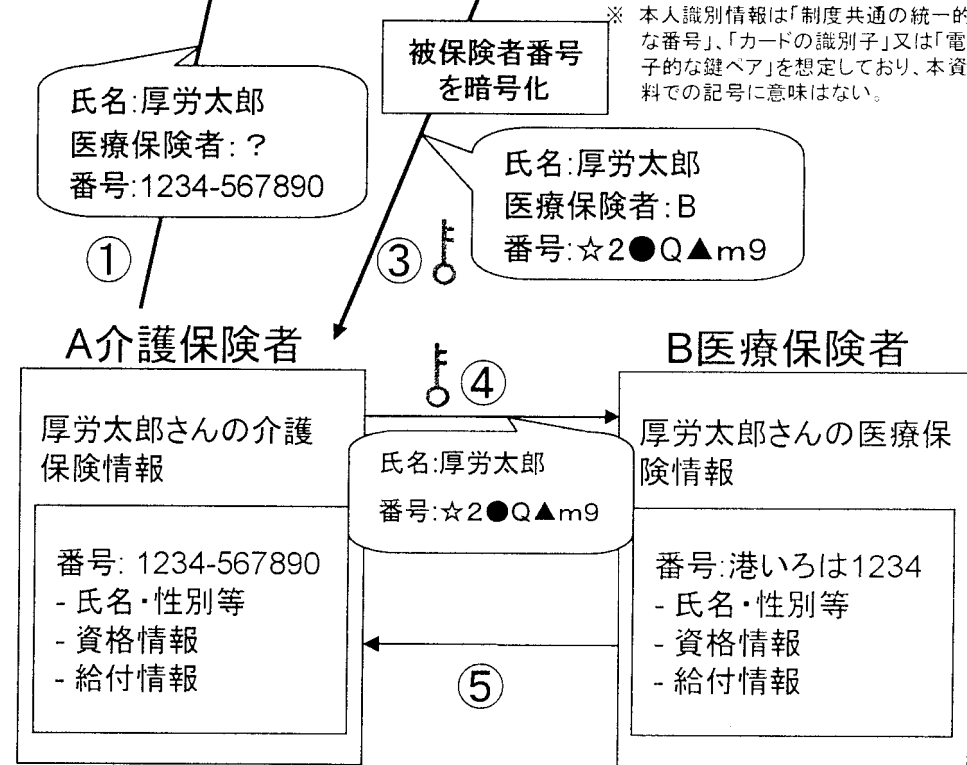 ※ 本人識別情報は「制度共通の統一的
な番号」、「カードの識別子」又は「電
子的な鍵ペア」を想定しており、本資
料での記号に意味はない。
被保険者番号
を暗号化
氏名:厚労太郎
医療保険者:?
番号:1234-567890
氏名:厚労太郎
医療保険者:B
番号:☆2●Q▲m9
①
③
A介護保険者
B医療保険者
④
厚労太郎さんの介護
保険情報
氏名:厚労太郎
番号:☆2●Q▲m9
厚労太郎さんの医療保
険情報
番号: 1234-567890
- 氏名・性別等
- 資格情報
- 給付情報
番号:港いろは1234
- 氏名・性別等
- 資格情報
- 給付情報
⑤